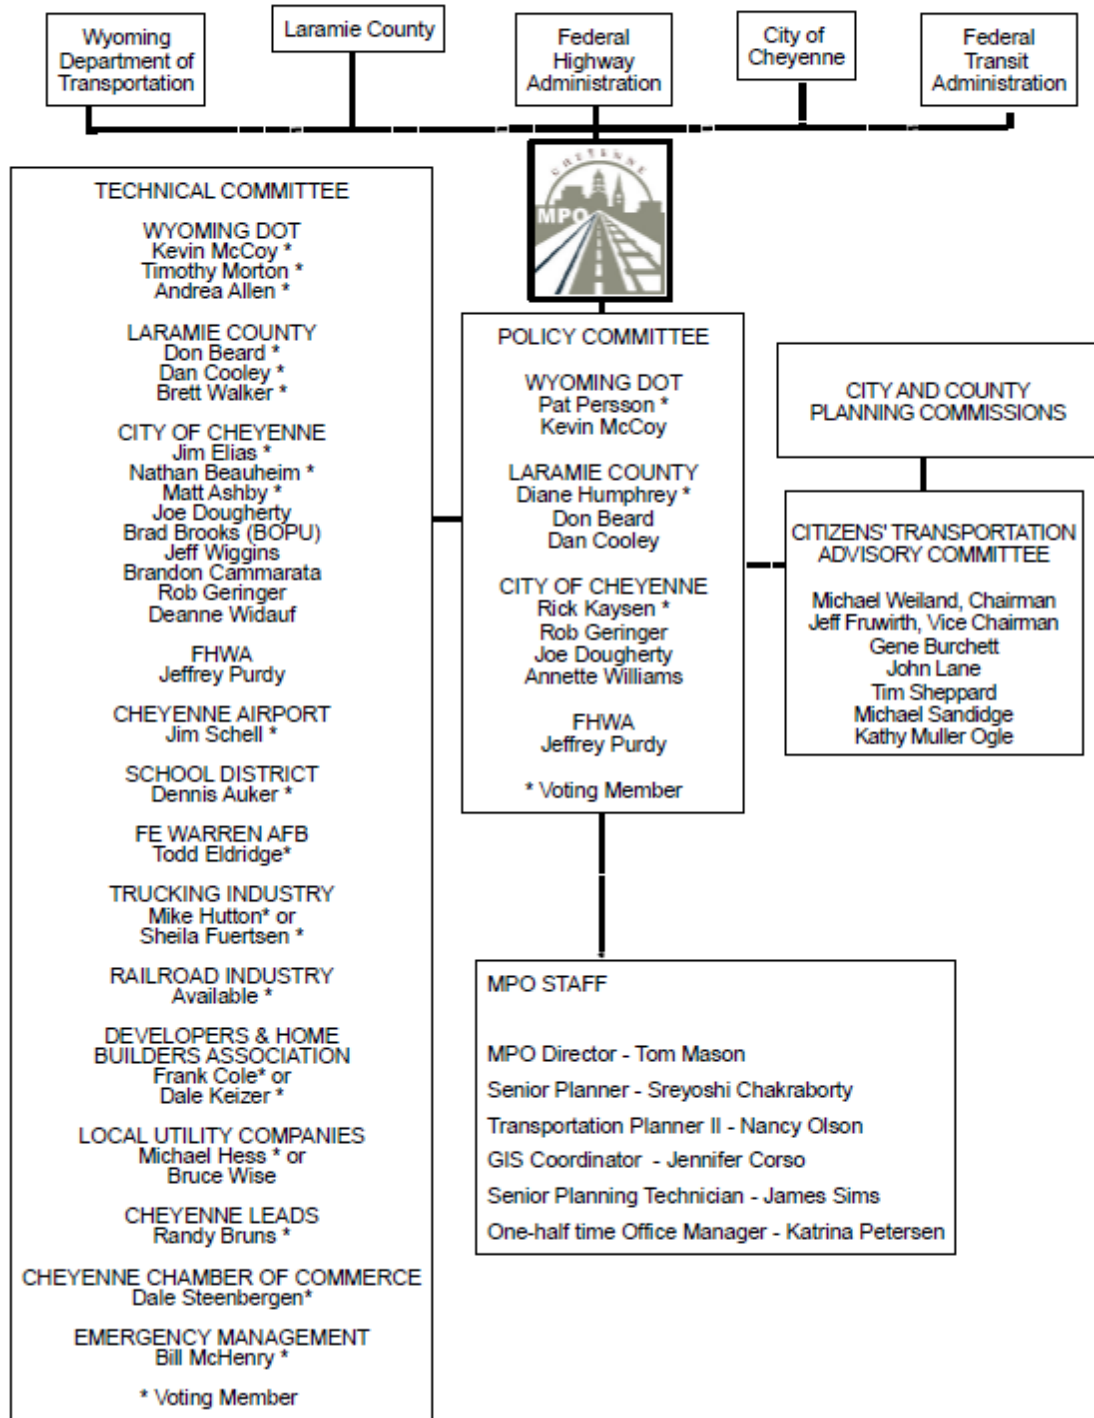 Wyoming
Department of
Transportation
Laramie County
Federal
Highway
Administration
City of
Cheyenne
Federal
Transit
Administration
CHEYENNE
MPO
TECHNICAL COMMITTEE
WYOMING DOT
Kevin McCoy *
Timothy Morton *
Andrea Allen *
LARAMIE COUNTY
Don Beard *
Dan Cooley *
Brett Walker *
CITY OF CHEYENNE
Jim Elias *
Nathan Beauheim *
Matt Ashby *
Joe Dougherty
Brad Brooks (BOPU)
Jeff Wiggins
Brandon Cammarata
Rob Geringer
Deanne Widauf
FHWA
Jeffrey Purdy
CHEYENNE AIRPORT
Jim Schell *
SCHOOL DISTRICT
Dennis Auker *
FE WARREN AFB
Todd Eldridge*
TRUCKING INDUSTRY
Mike Hutton* or
Sheila Fuertsen *
RAILROAD INDUSTRY
Available *
DEVELOPERS & HOME
BUILDERS ASSOCIATION
Frank Cole* or
Dale Keizer *
LOCAL UTILITY COMPANIES
Michael Hess * or
Bruce Wise
CHEYENNE LEADS
Randy Bruns *
CHEYENNE CHAMBER OF COMMERCE
Dale Steenbergen*
EMERGENCY MANAGEMENT
Bill McHenry *
* Voting Member
POLICY COMMITTEE
WYOMING DOT
Pat Persson *
Kevin McCoy
LARAMIE COUNTY
Diane Humphrey *
Don Beard
Dan Cooley
CITY OF CHEYENNE
Rick Kaysen *
Rob Geringer
Joe Dougherty
Annette Williams
FHWA
Jeffrey Purdy
* Voting Member
CITY AND COUNTY
PLANNING COMMISSIONS
CITIZENS' TRANSPORTATION
ADVISORY COMMITTEE
Michael Weiland, Chairman
Jeff Fruwirth, Vice Chairman
Gene Burchett
John Lane
Tim Sheppard
Michael Sandidge
Kathy Muller Ogle
MPO STAFF
MPO Director - Tom Mason
Senior Planner - Sreyoshi Chakraborty
Transportation Planner II - Nancy Olson
GIS Coordinator - Jennifer Corso
Senior Planning Technician - James Sims
One-half time Office Manager - Katrina Petersen